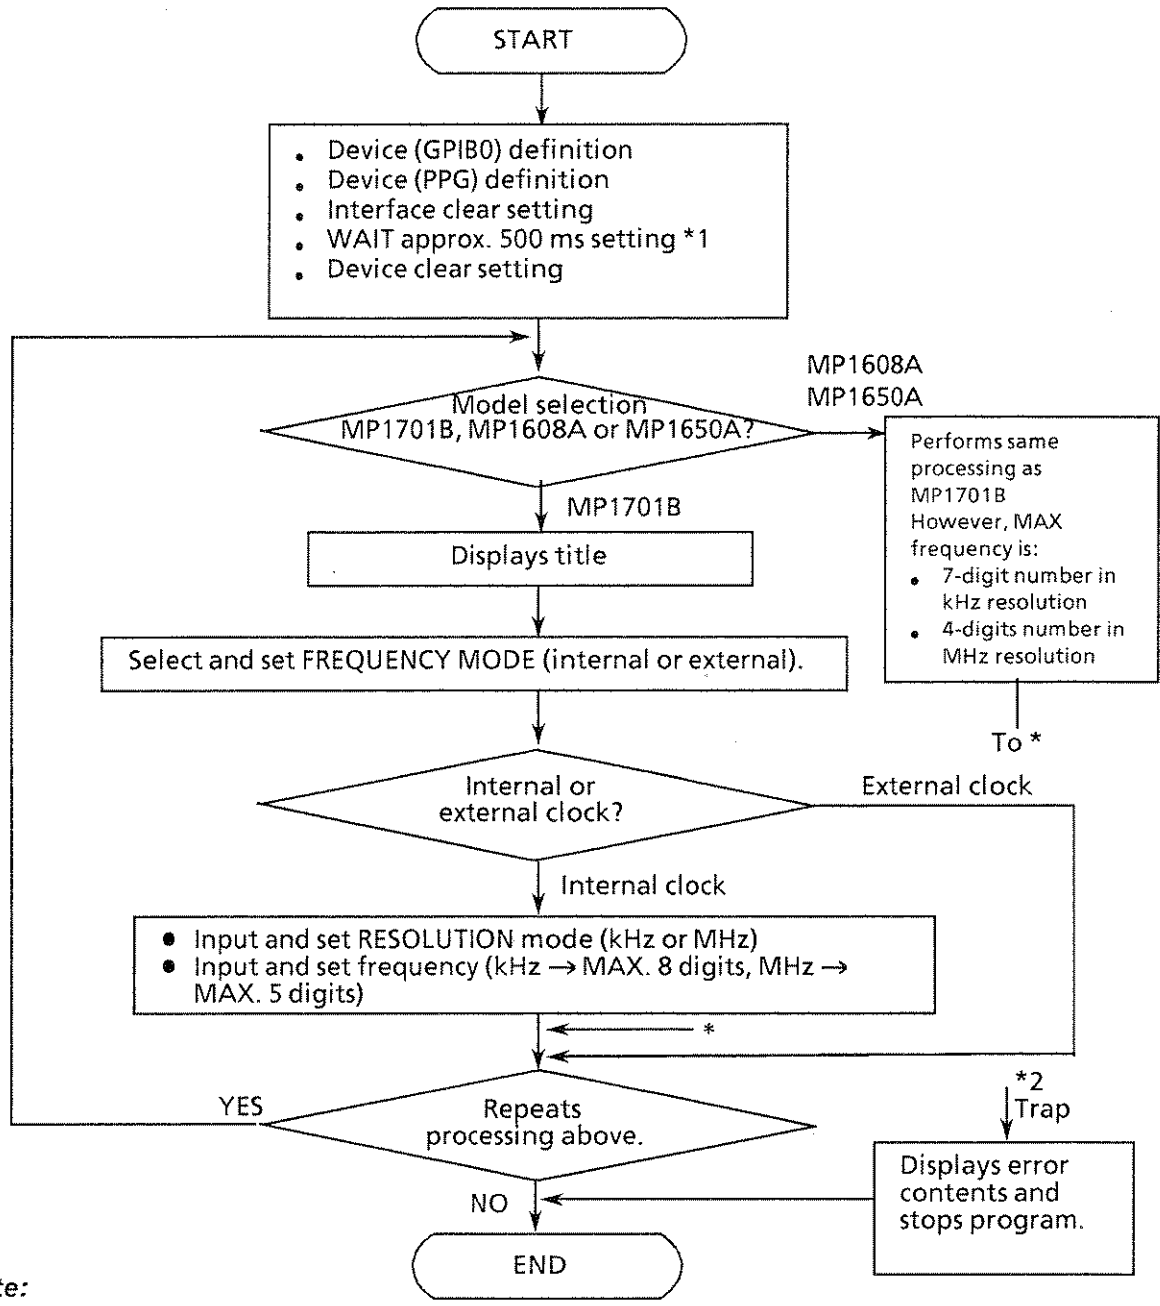 START
• Device (GPIB0) definition
• Device (PPG) definition
• Interface clear setting
• WAIT approx. 500 ms setting *1
• Device clear setting
MP1608A
MP1650A
Model selection
MP1701B, MP1608A or MP1650A?
Performs same
processing as
MP1701B
However, MAX
frequency is:
• 7-digit number in
kHz resolution
• 4-digits number in
MHz resolution
To *
MP1701B
Displays title
Select and set FREQUENCY MODE (internal or external).
Internal or
external clock?
External clock
Internal clock
• Input and set RESOLUTION mode (kHz or MHz)
• Input and set frequency (kHz → MAX. 8 digits, MHz →
MAX. 5 digits)
*
YES
Repeats
processing above.
*2
Trap
Displays error
contents and
stops program.
NO
END
te: